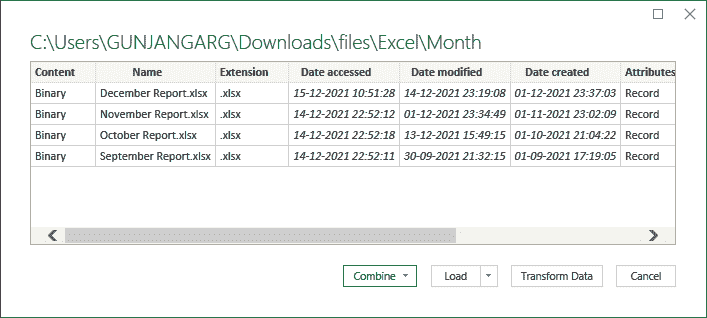 C:\Users\GUNJANGARG\Downloads\files\Excel\Month
Content Name Extension Date accessed Date modified Date created Attributes
Binary December Report.xlsx .xlsx 15-12-2021 10:51:28 14-12-2021 23:19:08 01-12-2021 23:37:03 Record
Binary November Report.xlsx .xlsx 14-12-2021 22:52:12 01-12-2021 23:34:49 01-11-2021 23:02:09 Record
Binary October Report.xlsx .xlsx 14-12-2021 22:52:18 13-12-2021 15:49:15 01-10-2021 21:04:22 Record
Binary September Report.xlsx .xlsx 14-12-2021 22:52:11 30-09-2021 21:32:15 01-09-2021 17:19:05 Record
Combine Load Transform Data Cancel